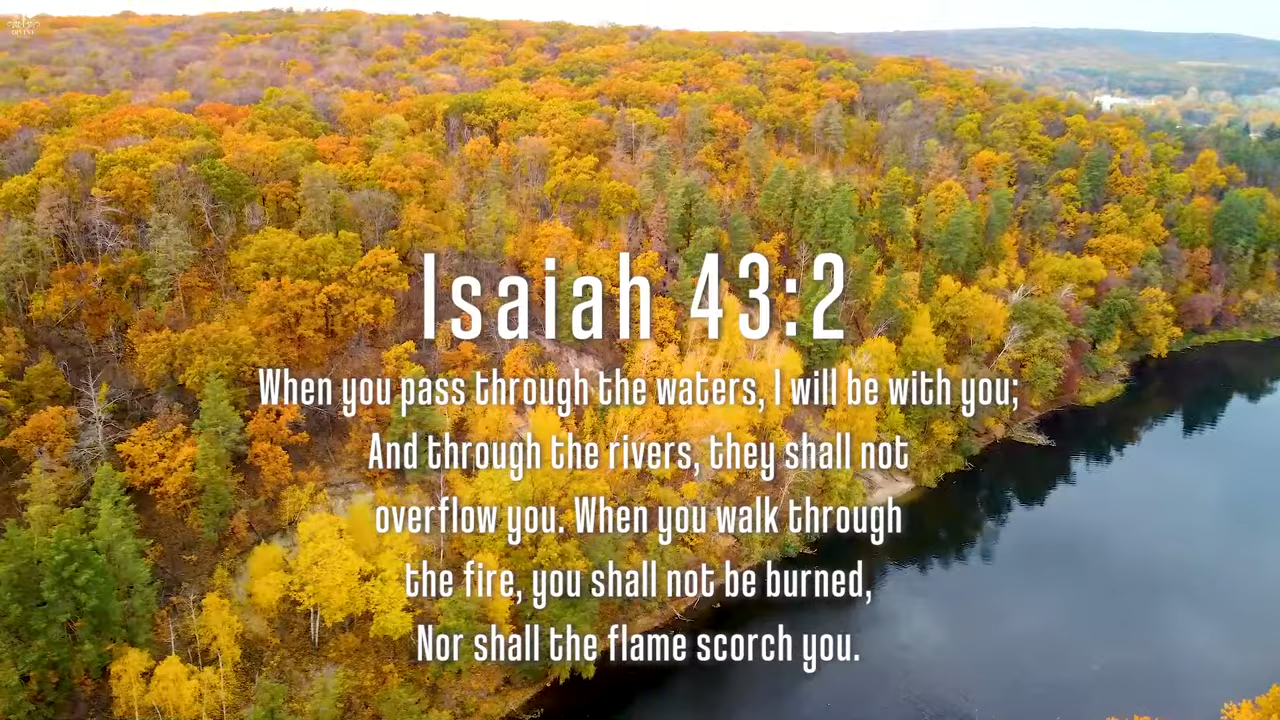 DIVINE
Isaiah 43:2
When you pass through the waters, I will be with you;
And through the rivers, they shall not
overflow you. When you walk through
the fire, you shall not be burned,
Nor shall the flame scorch you.